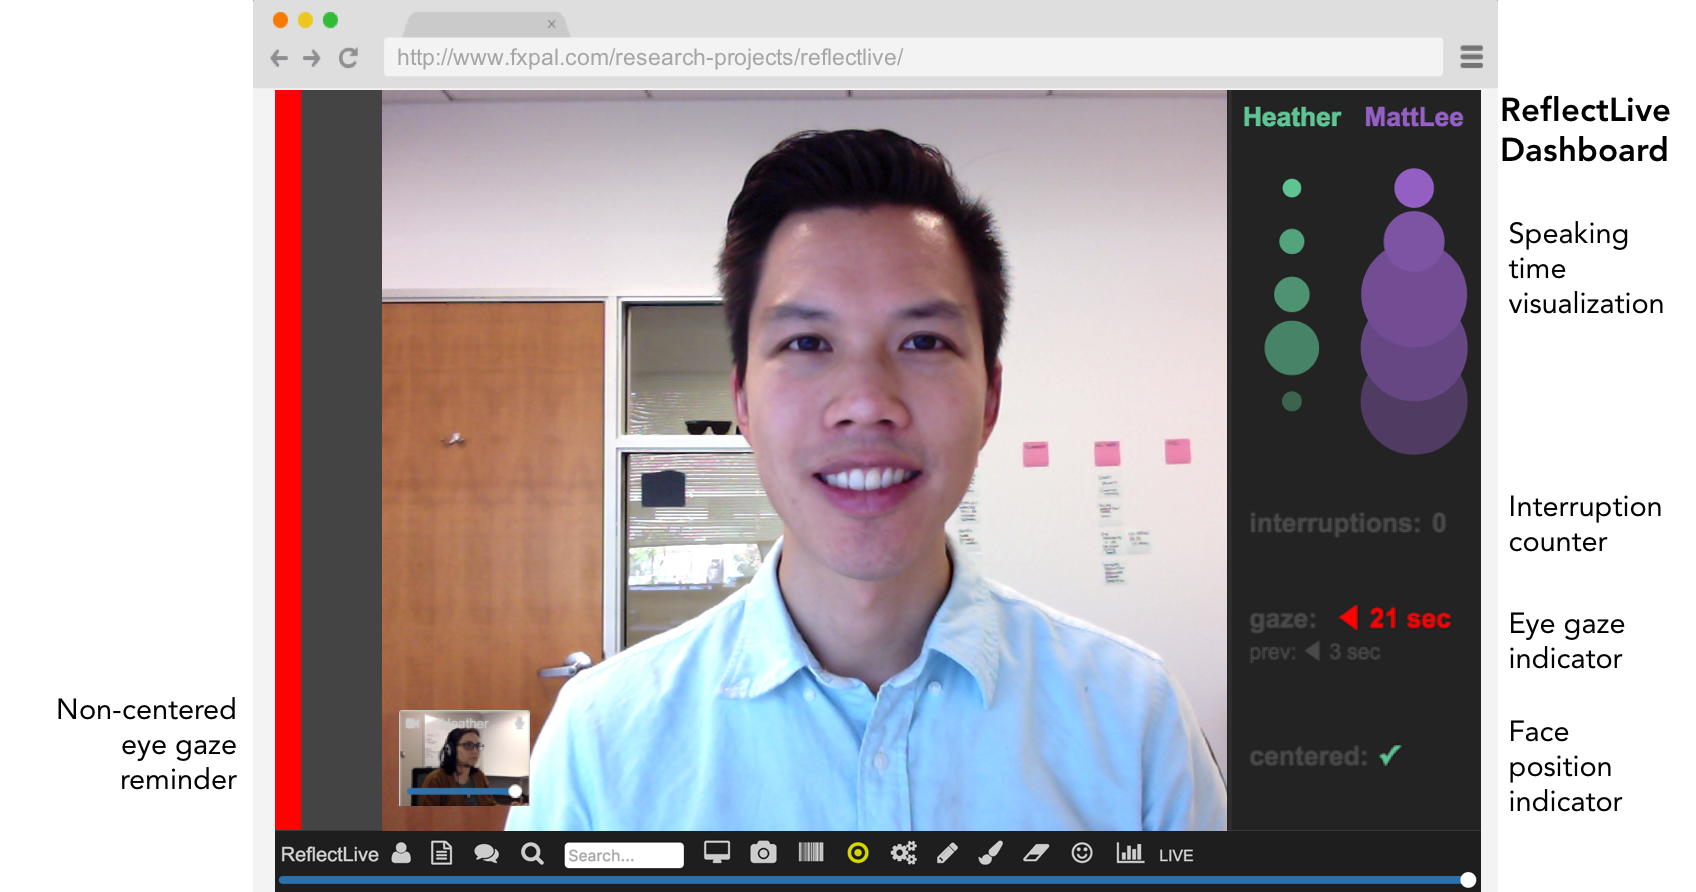 ×
http://www.fxpal.com/research-projects/reflectlive/
Heather MattLee
ReflectLive
Dashboard
Speaking
time
visualization
interruptions: 0
Interruption
counter
gaze: 21 sec
prev: 3 sec
Eye gaze
indicator
Non-centered
eye gaze
reminder
Heather
centered: ✓
Face
position
indicator
ReflectLive
Search...
LIVE